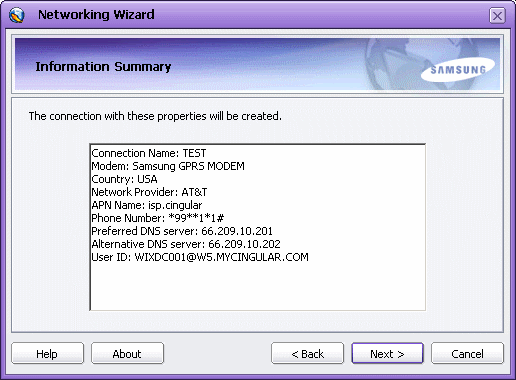 Networking Wizard
Information Summary
SAMSUNG
The connection with these properties will be created.
Connection Name: TEST
Modem: Samsung GPRS MODEM
Country: USA
Network Provider: AT&T
APN Name: isp.cingular
Phone Number: *99**1*1#
Preferred DNS server: 66.209.10.201
Alternative DNS server: 66.209.10.202
User ID: WIXDC001@W5.MYCINGULAR.COM
Help About < Back Next > Cancel